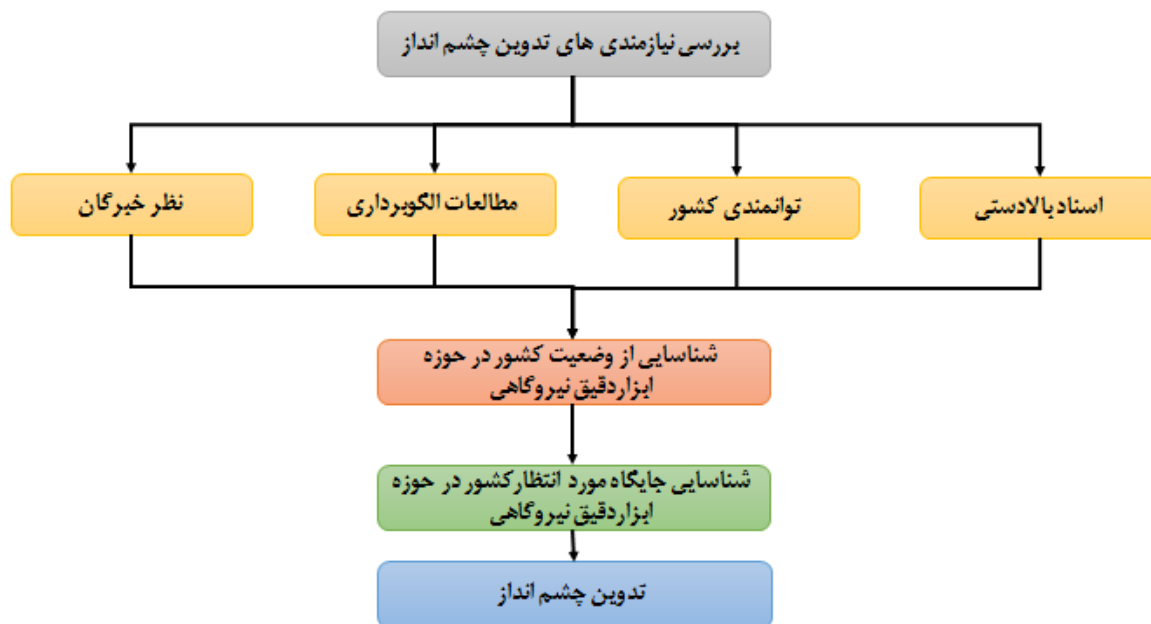 بررسی نیازمندی های تدوین چشم انداز
اسناد بالادستی
توانمندی کشور
مطالعات الگوبرداری
نظر خبرگان
شناسایی از وضعیت کشور در حوزه
ابزاردقیق نیروگاهی
شناسایی جایگاه مورد انتظار کشور در حوزه
ابزاردقیق نیروگاهی
تدوین چشم انداز